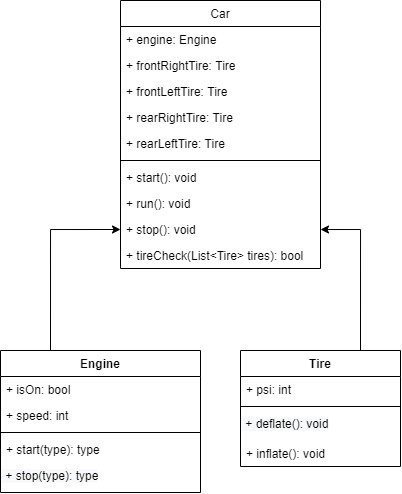 Car
+ engine: Engine
+ frontRightTire: Tire
+ frontLeftTire: Tire
+ rearRightTire: Tire
+ rearLeftTire: Tire
+ start(): void
+ run(): void
+ stop(): void
+ tireCheck(List<Tire> tires): bool
Engine
+ isOn: bool
+ speed: int
+ start(type): type
+ stop(type): type
Tire
+ psi: int
+ deflate(): void
+ inflate(): void